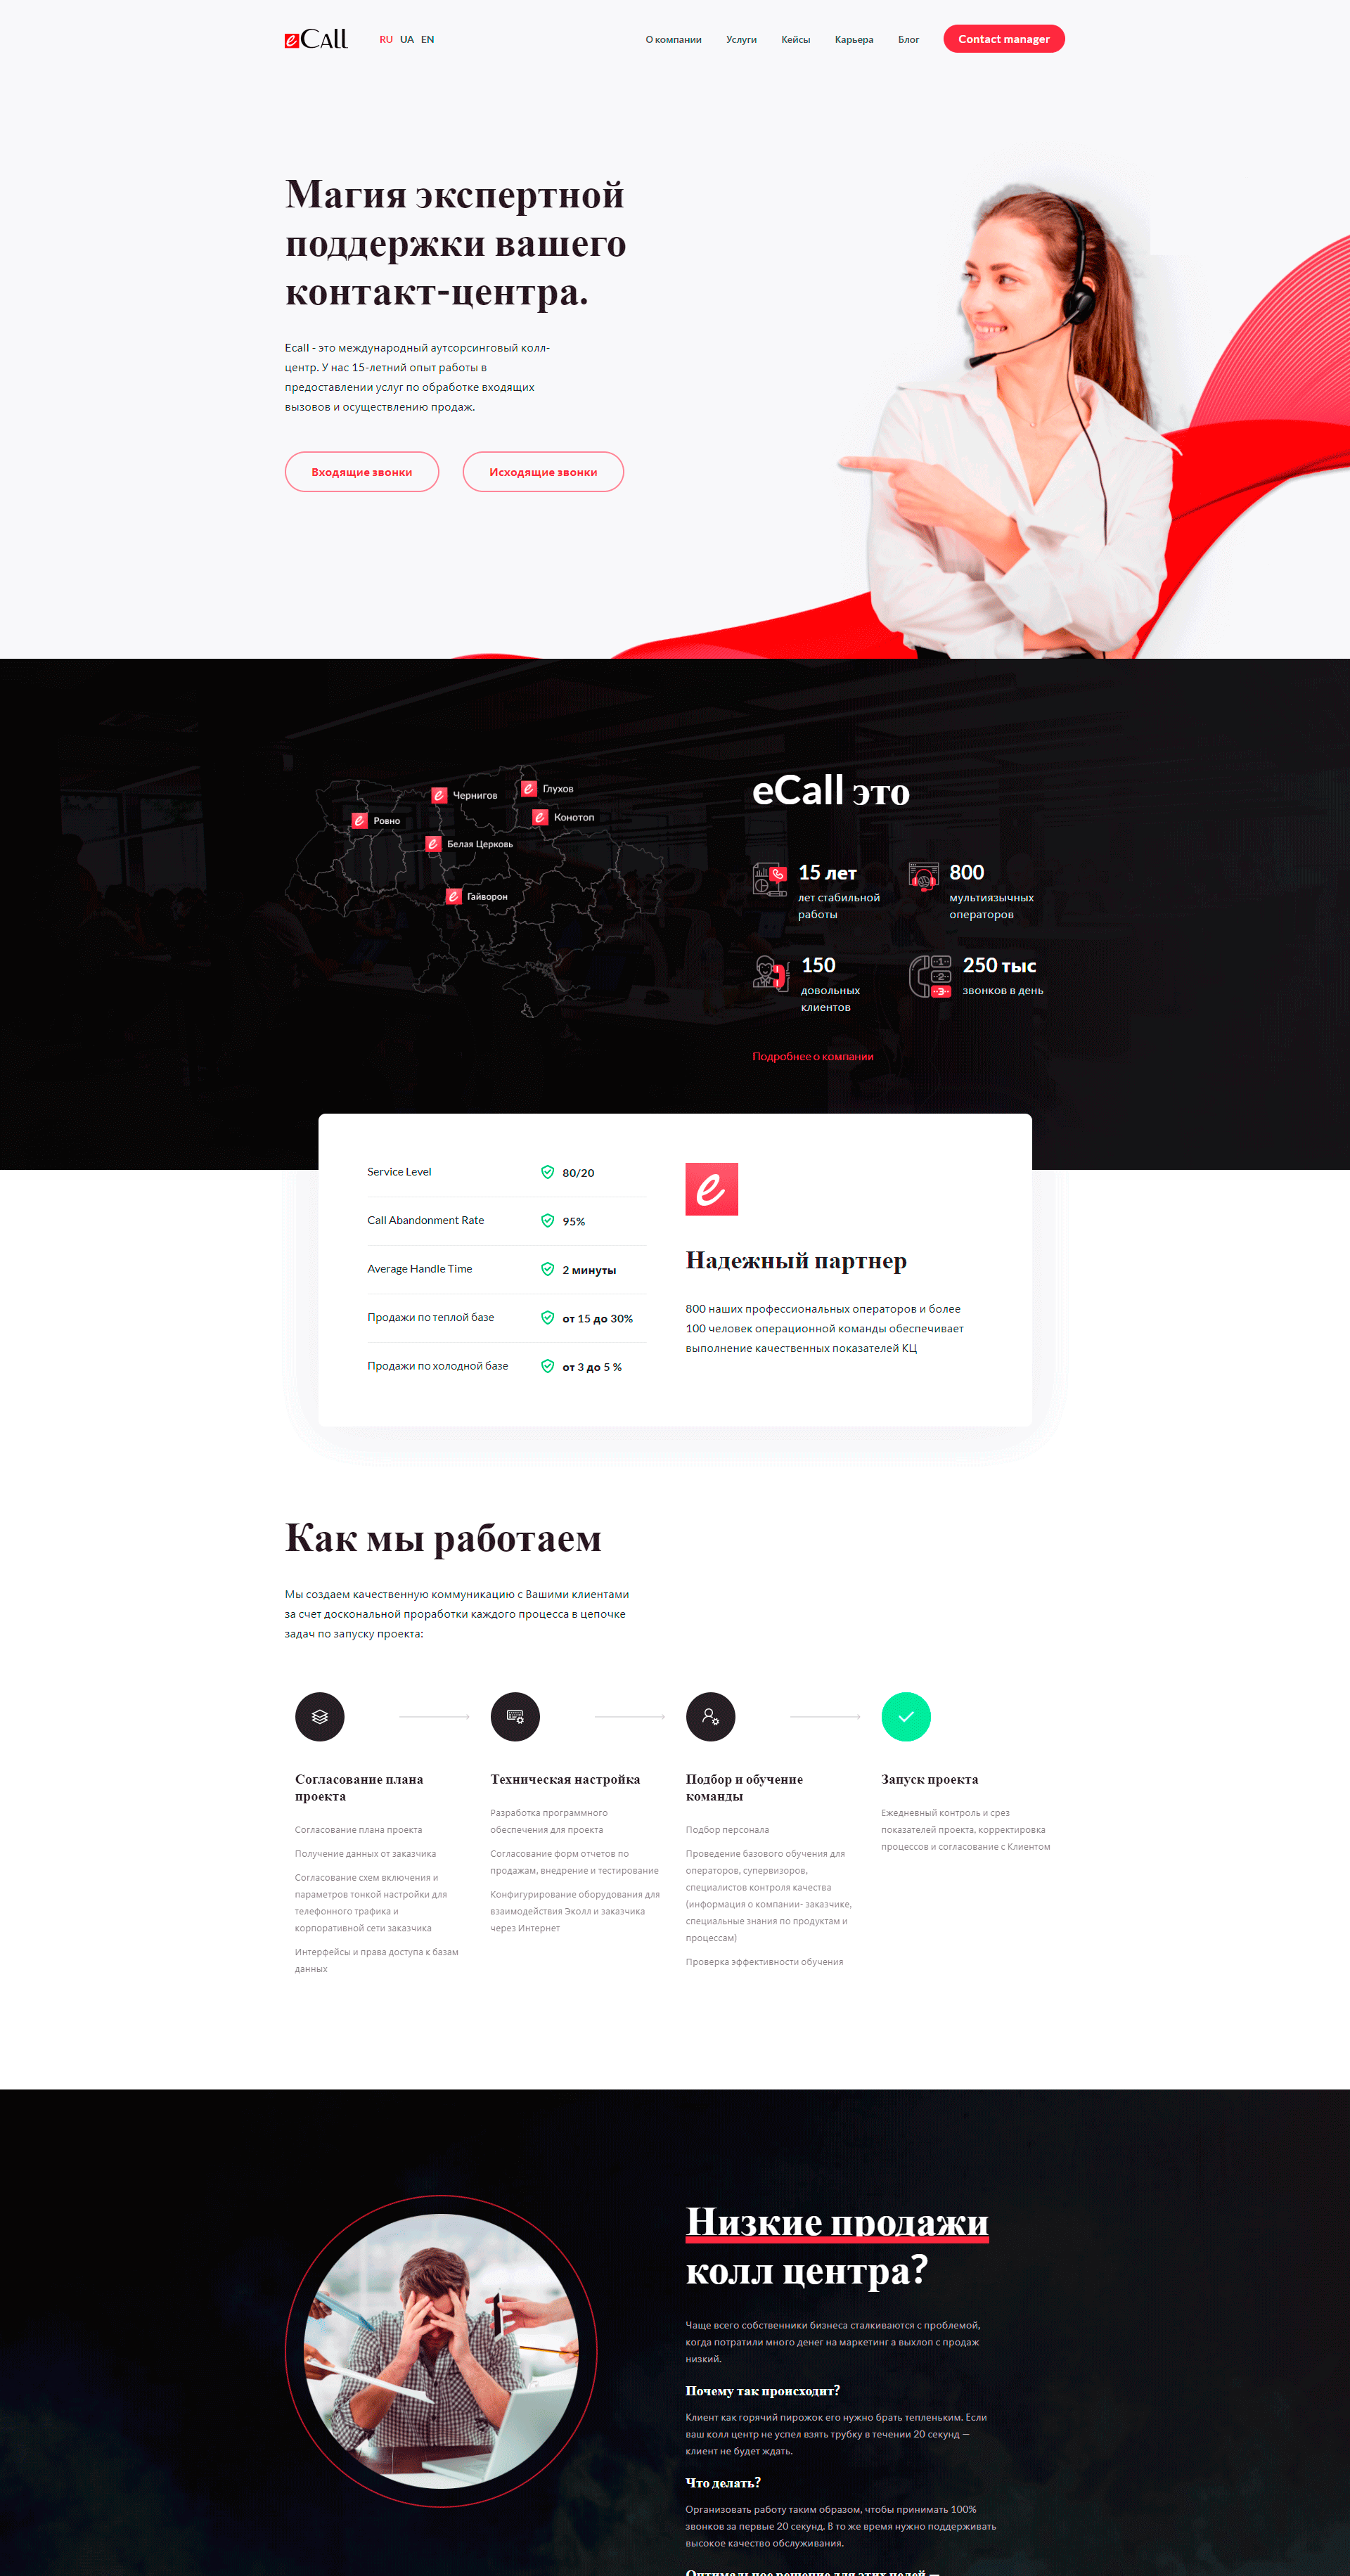 eCall
RU UA EN
О компании Услуги Кейсы Карьера Блог Contact manager
Магия экспертной
поддержки вашего
контакт-центра.
Ecall - это международный аутсорсинговый колл-
центр. У нас 15-летний опыт работы в
предоставлении услуг по обработке входящих
вызовов и осуществлению продаж.
Входящие звонки Исходящие звонки
Чернигов
Глухов
Ровно
Конотоп
Белая Церковь
Гайворон
eCall это
15 лет
лет стабильной
работы
800
мультиязычных
операторов
150
довольных
клиентов
250 тыс
звонков в день
Подробнее о компании
Service Level 80/20
Call Abandonment Rate 95%
Average Handle Time 2 минуты
Продажи по теплой базе от 15 до 30%
Продажи по холодной базе от 3 до 5 %
e
Надежный партнер
800 наших профессиональных операторов и более
100 человек операционной команды обеспечивает
выполнение качественных показателей КЦ
Как мы работаем
Мы создаем качественную коммуникацию с Вашими клиентами
за счет доскональной проработки каждого процесса в цепочке
задач по запуску проекта:
Согласование плана
проекта
Согласование плана проекта
Получение данных от заказчика
Согласование схем включения и
параметров тонкой настройки для
телефонного трафика и
корпоративной сети заказчика
Интерфейсы и права доступа к базам
данных
Техническая настройка
Разработка программного
обеспечения для проекта
Согласование форм отчетов по
продажам, внедрение и тестирование
Конфигурирование оборудования для
взаимодействия Эколл и заказчика
через Интернет
Подбор и обучение
команды
Подбор персонала
Проведение базового обучения для
операторов, супервизоров,
специалистов контроля качества
(информация о компании- заказчике,
специальные знания по продуктам и
процессам)
Проверка эффективности обучения
Запуск проекта
Ежедневный контроль и срез
показателей проекта, корректировка
процессов и согласование с Клиентом
Низкие продажи
колл центра?
Чаще всего собственники бизнеса сталкиваются с проблемой,
когда потратили много денег на маркетинг а выхлоп с продаж
низкий.
Почему так происходит?
Клиент как горячий пирожок его нужно брать тепленьким. Если
ваш колл центр не успел взять трубку в течении 20 секунд —
клиент не будет ждать.
Что делать?
Организовать работу таким образом, чтобы принимать 100%
звонков за первые 20 секунд. В то же время нужно поддерживать
высокое качество обслуживания.
Оптимальное решение для этих целей —